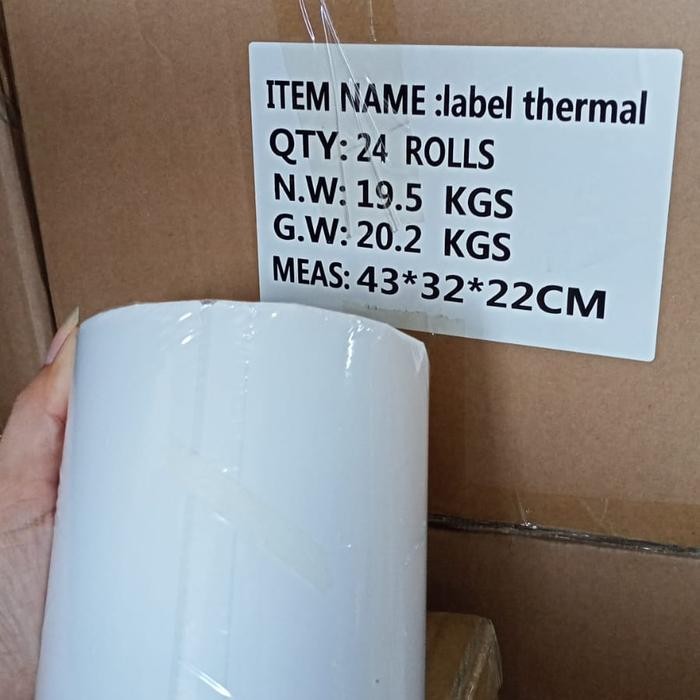 ITEM NAME :label thermal
QTY: 24 ROLLS
N.W: 19.5 KGS
G.W: 20.2 KGS
MEAS: 43*32*22CM